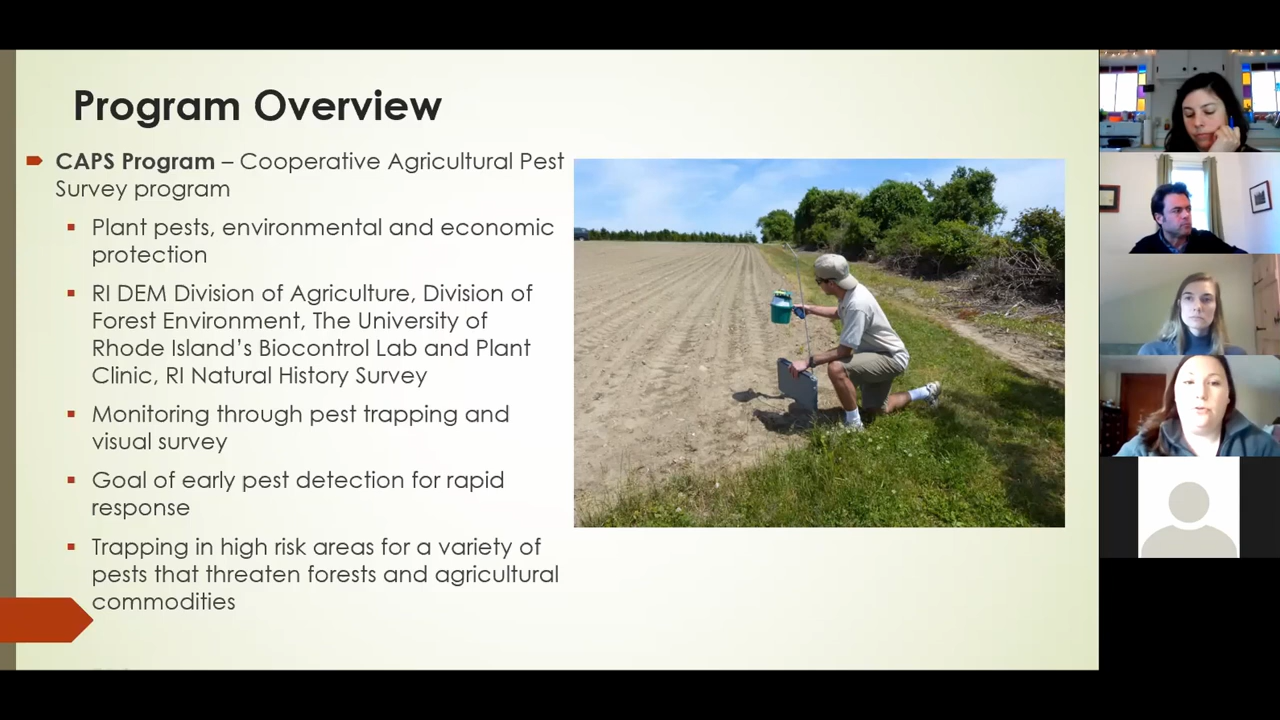 Program Overview
CAPS Program – Cooperative Agricultural Pest
Survey program
Plant pests, environmental and economic
protection
RI DEM Division of Agriculture, Division of
Forest Environment, The University of
Rhode Island’s Biocontrol Lab and Plant
Clinic, RI Natural History Survey
Monitoring through pest trapping and
visual survey
Goal of early pest detection for rapid
response
Trapping in high risk areas for a variety of
pests that threaten forests and agricultural
commodities